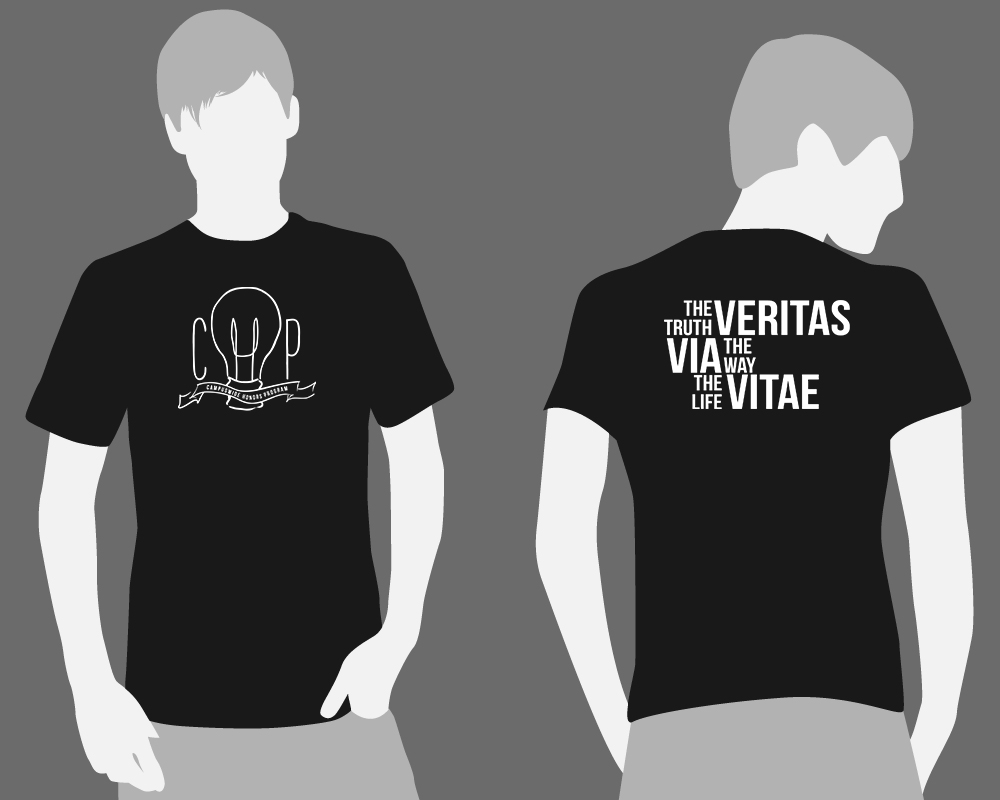 C H P
CAMPUSWIDE HONORS PROGRAM
THE TRUTH VERITAS
VIA THE WAY
THE LIFE VITAE